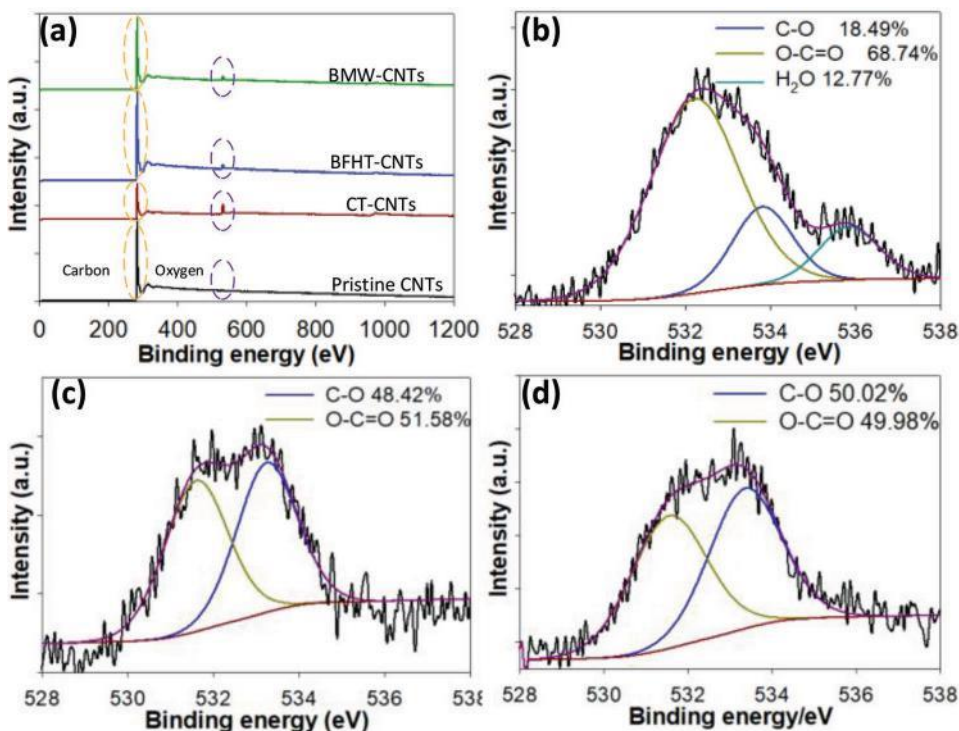 (a)
BMW-CNTs
BFHT-CNTs
CT-CNTs
Carbon Oxygen
Pristine CNTs
0 200 400 600 800 1000 1200
Binding energy (eV)
Intensity (a.u.)
(b)
C-O 18.49%
O-C=O 68.74%
H₂O 12.77%
528 530 532 534 536 538
Binding energy (eV)
Intensity (a.u.)
(c)
C-O 48.42%
O-C=O 51.58%
528 530 532 534 536 538
Binding energy (eV)
Intensity (a.u.)
(d)
C-O 50.02%
O-C=O 49.98%
528 530 532 534 536 538
Binding energy/eV
Intensity (a.u.)